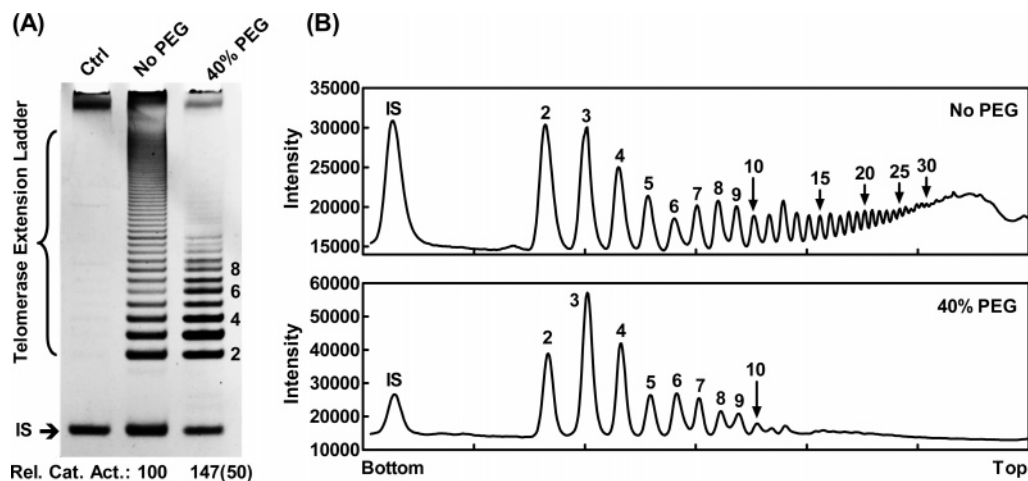 (A)
Ctrl
No PEG
40% PEG
Telomerase Extension Ladder
8
6
4
2
IS
Rel. Cat. Act.: 100 147(50)
(B)
35000
30000
25000
20000
15000
Intensity
No PEG
IS
2
3
4
5
6
7
8
9
10
15
20
25
30
60000
50000
40000
30000
20000
10000
Intensity
40% PEG
IS
2
3
4
5
6
7
8
9
10
Bottom
Top